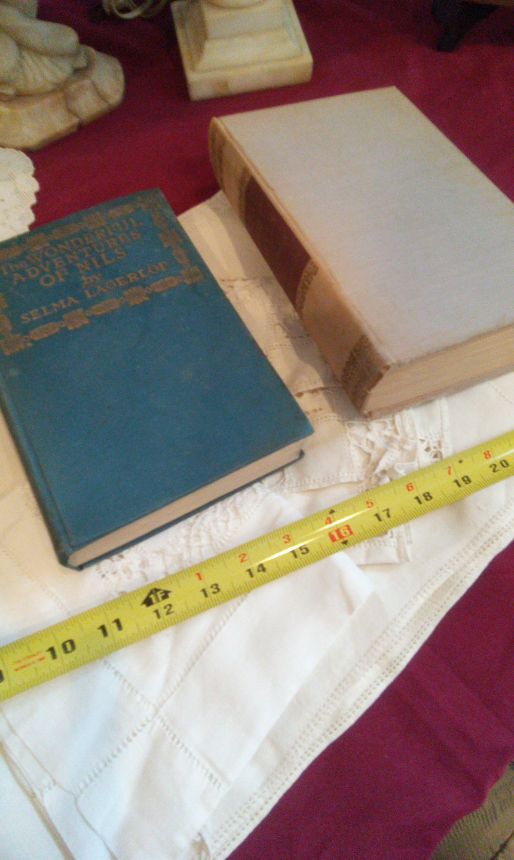 The WONDERFUL
ADVENTURES
OF NILS
by
SELMA LAGERLÖF
1 2 3 4 5 6 7 8
10 11 12 13 14 15 16 17 18 19 20